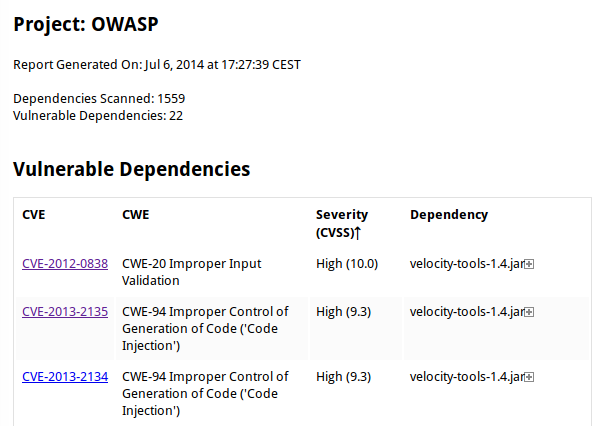 Project: OWASP
Report Generated On: Jul 6, 2014 at 17:27:39 CEST
Dependencies Scanned: 1559
Vulnerable Dependencies: 22
Vulnerable Dependencies
CVE CWE Severity Dependency
(CVSS)↑
CVE-2012-0838 CWE-20 Improper Input High (10.0) velocity-tools-1.4.jar
Validation
CVE-2013-2135 CWE-94 Improper Control of High (9.3) velocity-tools-1.4.jar
Generation of Code ('Code
Injection')
CVE-2013-2134 CWE-94 Improper Control of High (9.3) velocity-tools-1.4.jar
Generation of Code ('Code
Injection')